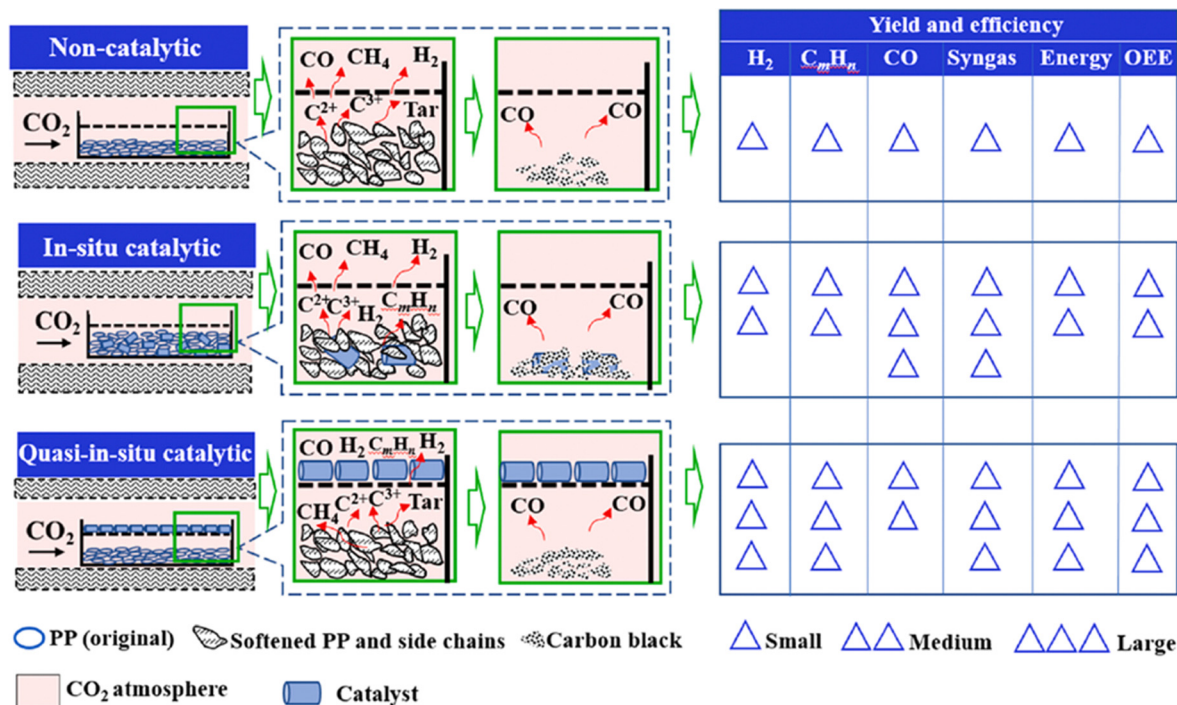 Non-catalytic
CO₂
CO CH₄ H₂
C²⁺ C³⁺ Tar
CO CO
Yield and efficiency
H₂ CₘHₙ CO Syngas Energy OEE
In-situ catalytic
CO₂
CO CH₄ H₂
C²⁺ C³⁺ H₂ CₘHₙ
CO CO
Quasi-in-situ catalytic
CO₂
CO H₂ CₘHₙ H₂
CH₄ C²⁺ C³⁺ Tar
CO CO
PP (original) Softened PP and side chains Carbon black Small Medium Large
CO₂ atmosphere Catalyst